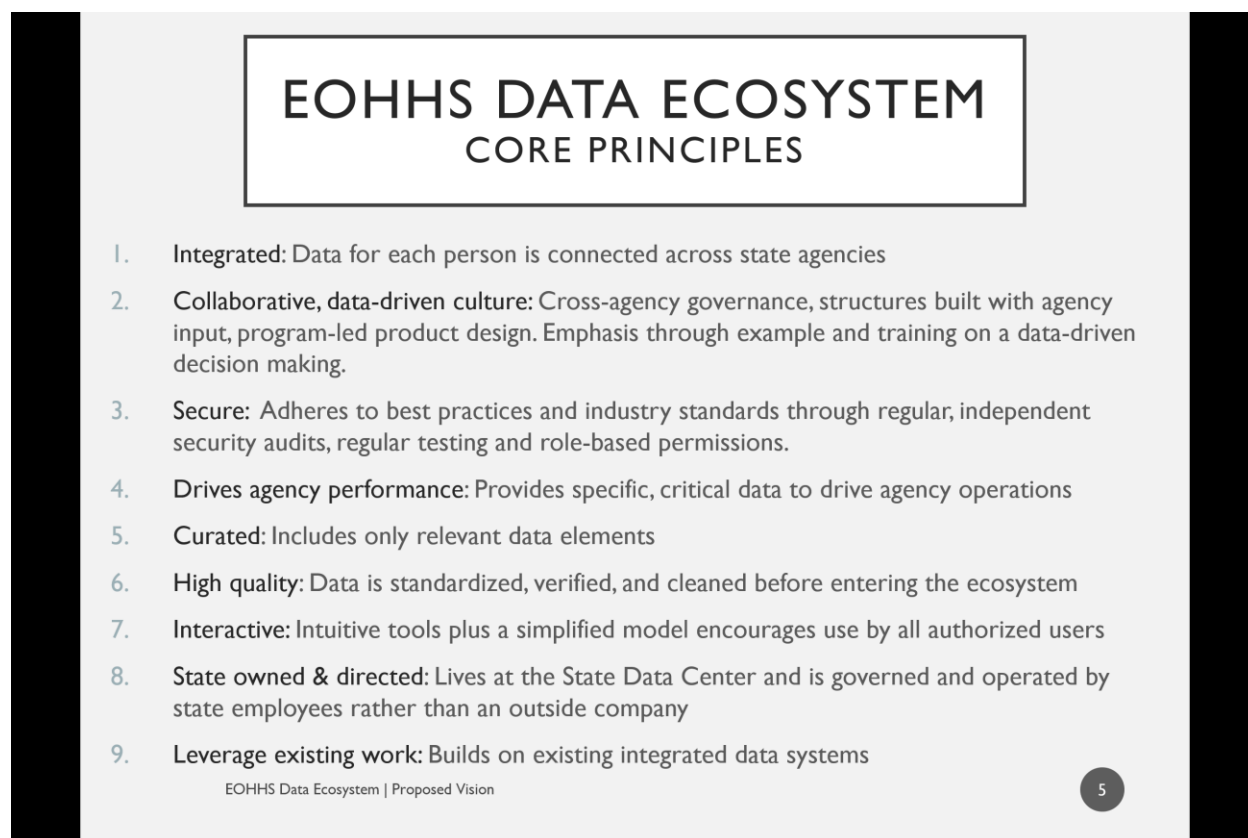 EOHHS DATA ECOSYSTEM
CORE PRINCIPLES
1. Integrated: Data for each person is connected across state agencies
2. Collaborative, data-driven culture: Cross-agency governance, structures built with agency
input, program-led product design. Emphasis through example and training on a data-driven
decision making.
3. Secure: Adheres to best practices and industry standards through regular, independent
security audits, regular testing and role-based permissions.
4. Drives agency performance: Provides specific, critical data to drive agency operations
5. Curated: Includes only relevant data elements
6. High quality: Data is standardized, verified, and cleaned before entering the ecosystem
7. Interactive: Intuitive tools plus a simplified model encourages use by all authorized users
8. State owned & directed: Lives at the State Data Center and is governed and operated by
state employees rather than an outside company
9. Leverage existing work: Builds on existing integrated data systems
EOHHS Data Ecosystem | Proposed Vision
5